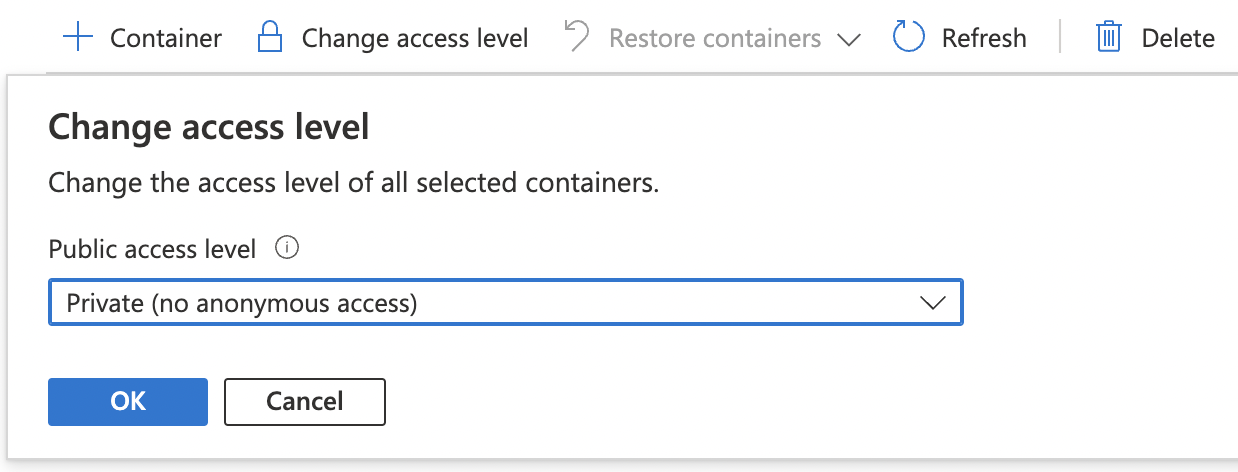 Container Change access level Restore containers Refresh Delete
Change access level
Change the access level of all selected containers.
Public access level
Private (no anonymous access)
OK Cancel